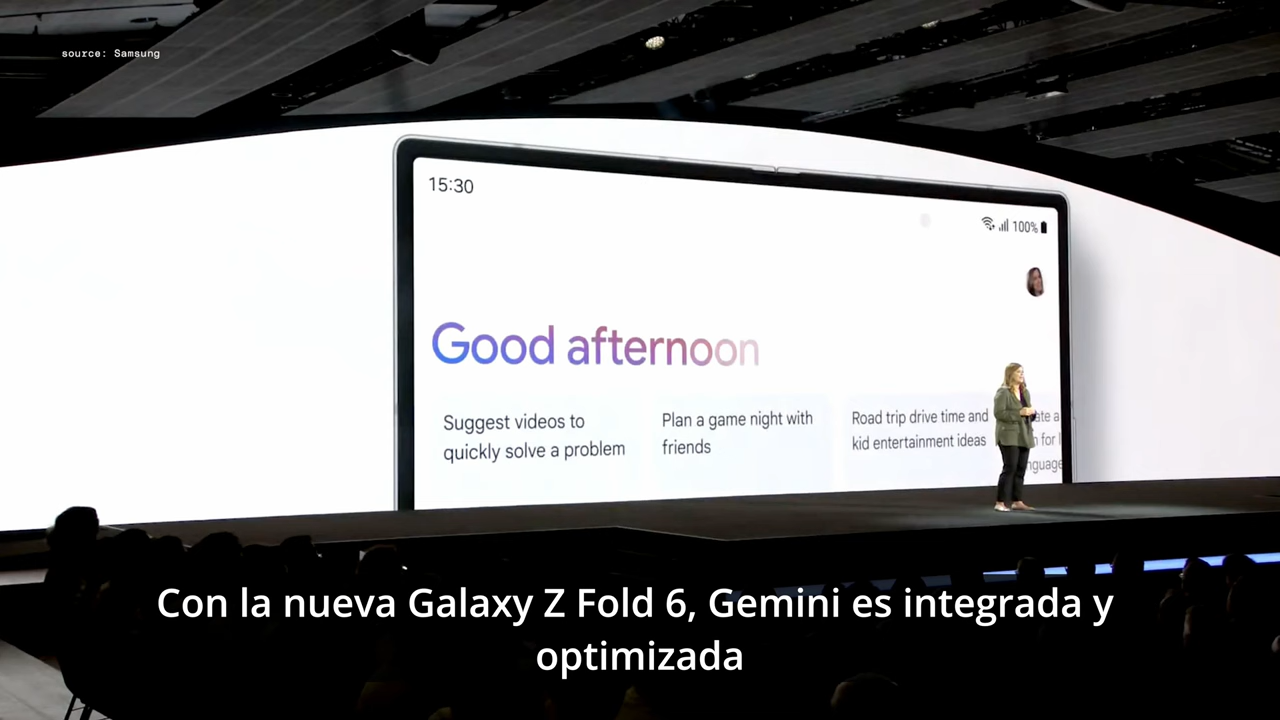 source: Samsung
15:30
100%
Good afternoon
Suggest videos to
quickly solve a problem
Plan a game night with
friends
Road trip drive time and
kid entertainment ideas
Con la nueva Galaxy Z Fold 6, Gemini es integrada y
optimizada